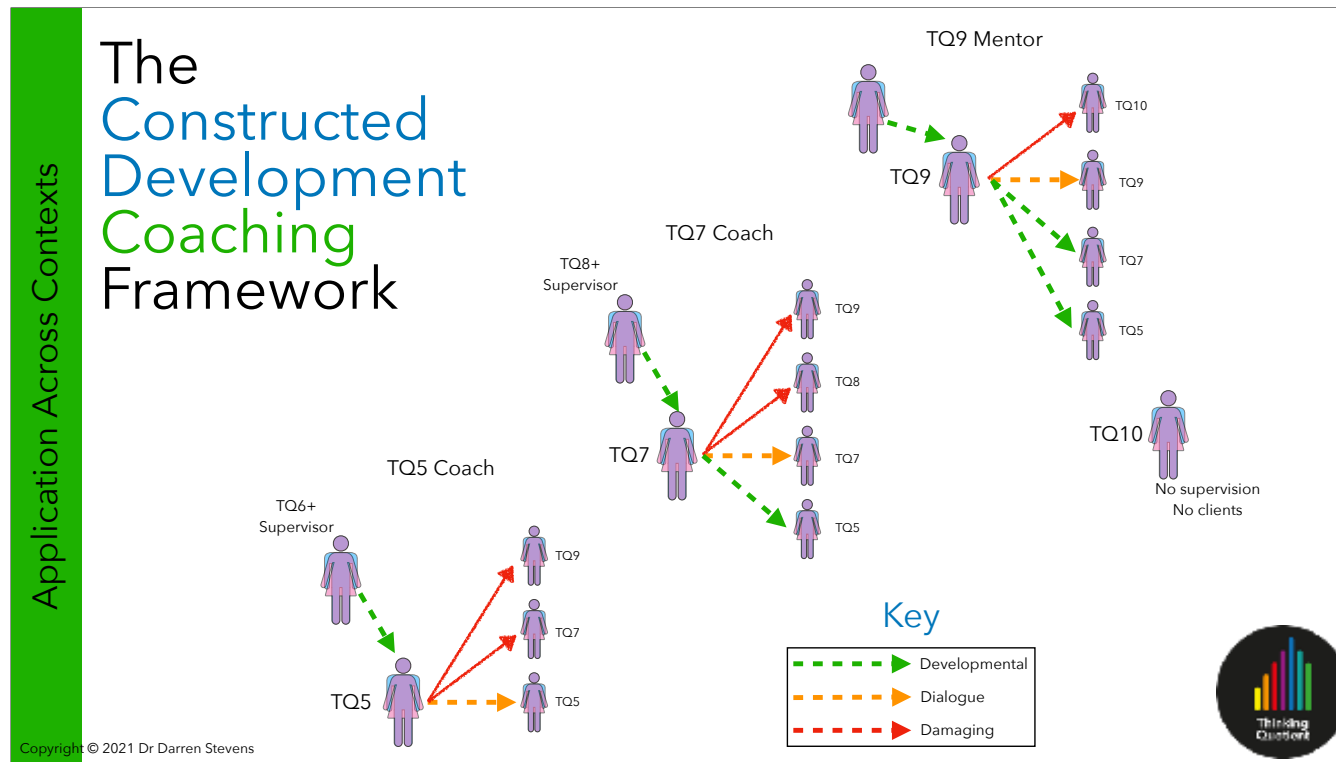 Application Across Contexts
The
Constructed
Development
Coaching
Framework
TQ9 Mentor
TQ9
TQ10
TQ9
TQ7
TQ5
TQ7 Coach
TQ8+
Supervisor
TQ7
TQ9
TQ8
TQ7
TQ5
TQ10
No supervision
No clients
TQ5 Coach
TQ6+
Supervisor
TQ5
TQ9
TQ7
TQ5
Key
Developmental
Dialogue
Damaging
Thinking
Quotient
Copyright © 2021 Dr Darren Stevens